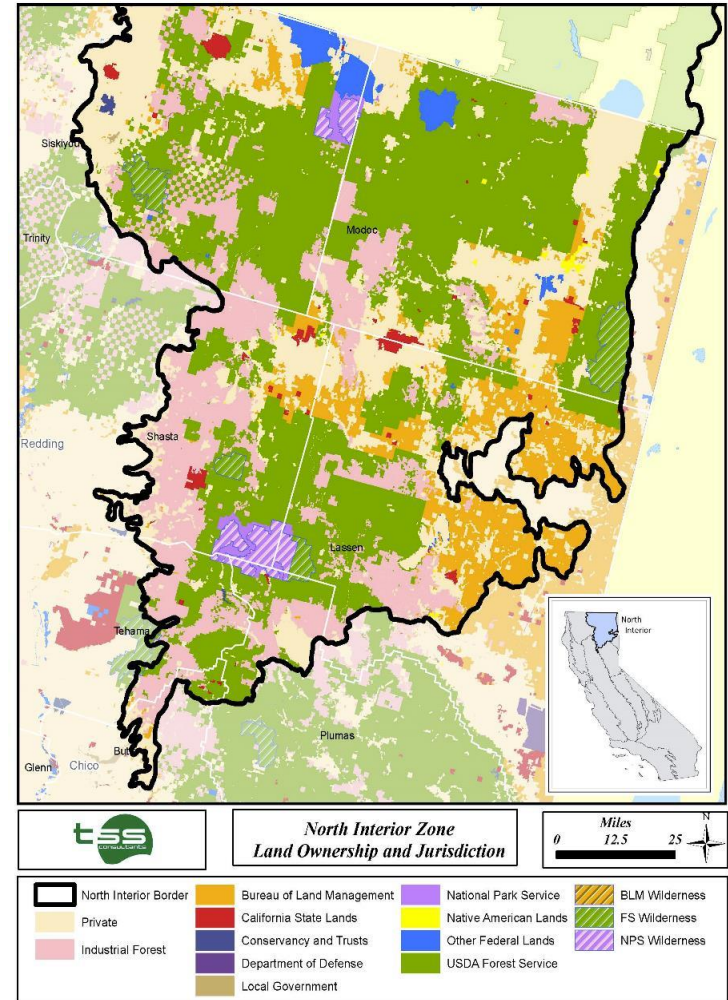 Siskiyou
Trinity
Modoc
Redding
Shasta
Lassen
Tehama
Plumas
Butte
Glenn
Chico
North
Interior
tss
consultants
North Interior Zone
Land Ownership and Jurisdiction
Miles
0 12.5 25
N
North Interior Border
Private
Industrial Forest
Bureau of Land Management
California State Lands
Conservancy and Trusts
Department of Defense
Local Government
National Park Service
Native American Lands
Other Federal Lands
USDA Forest Service
BLM Wilderness
FS Wilderness
NPS Wilderness